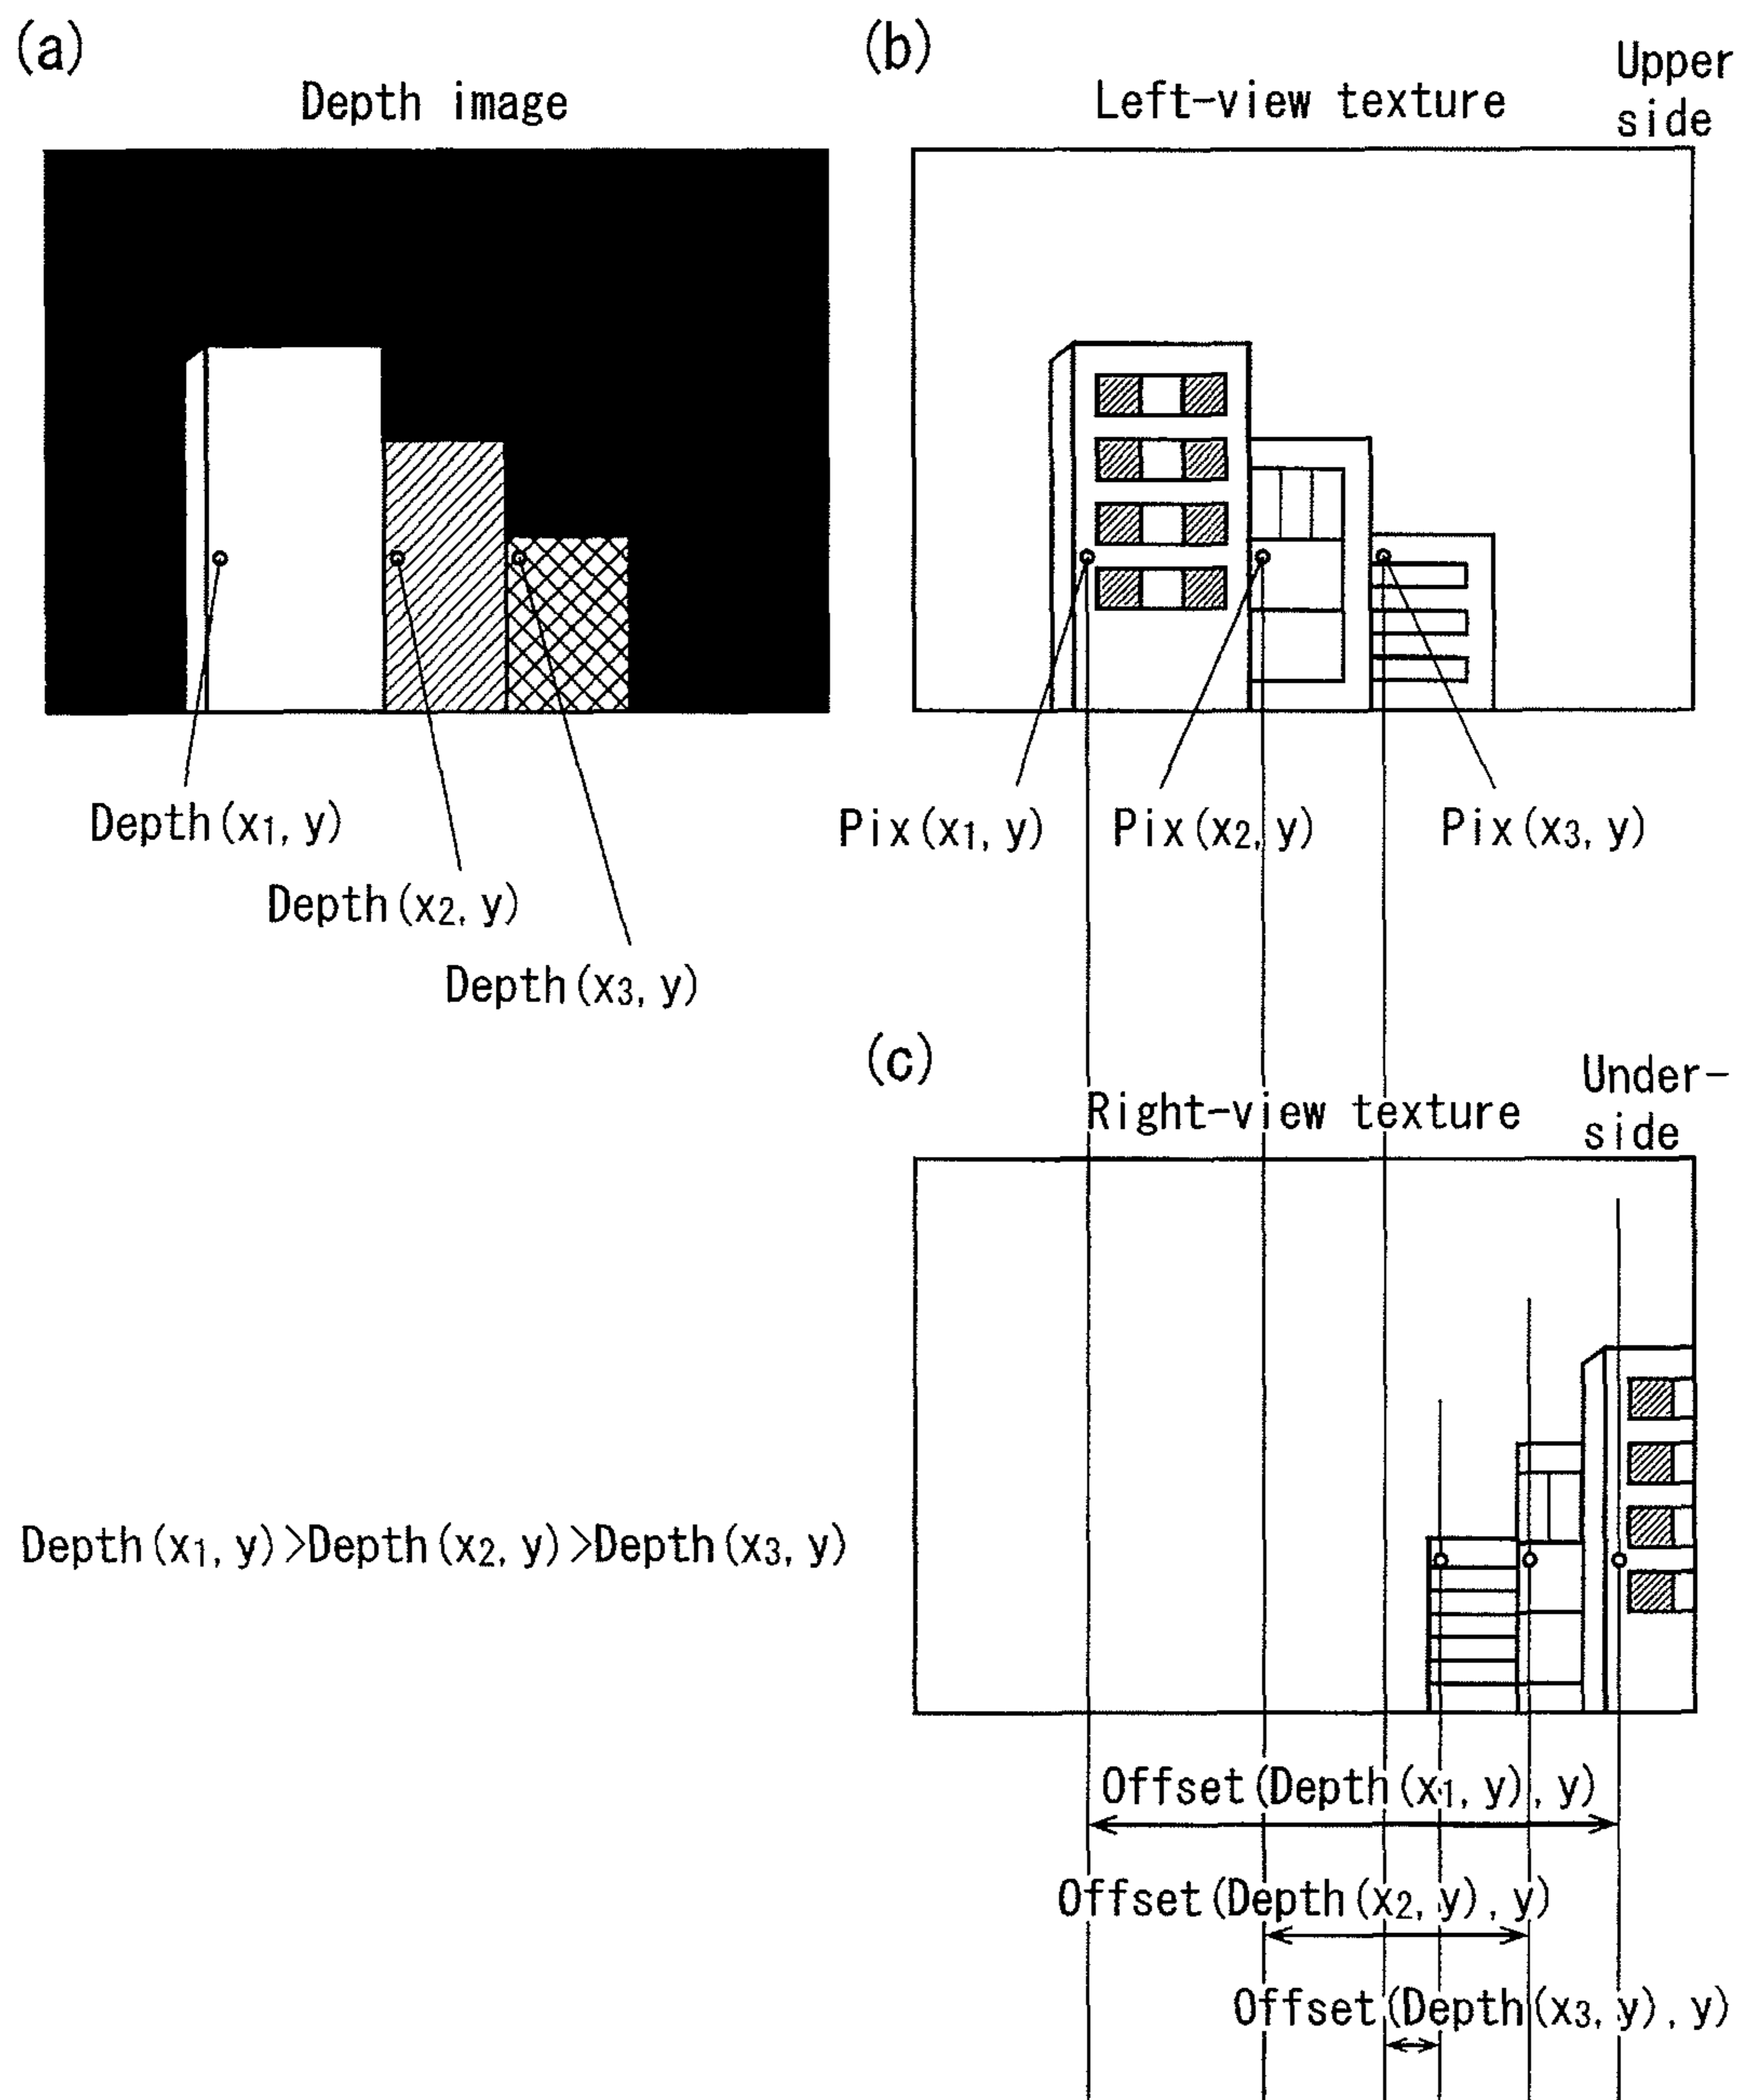 (a)
Depth image
Depth(x1, y)
Depth(x2, y)
Depth(x3, y)
(b)
Left-view texture
Upper
side
Pix(x1, y)
Pix(x2, y)
Pix(x3, y)
(c)
Right-view texture
Under-
side
Depth(x1, y)>Depth(x2, y)>Depth(x3, y)
Offset(Depth(x1, y), y)
Offset(Depth(x2, y), y)
Offset(Depth(x3, y), y)